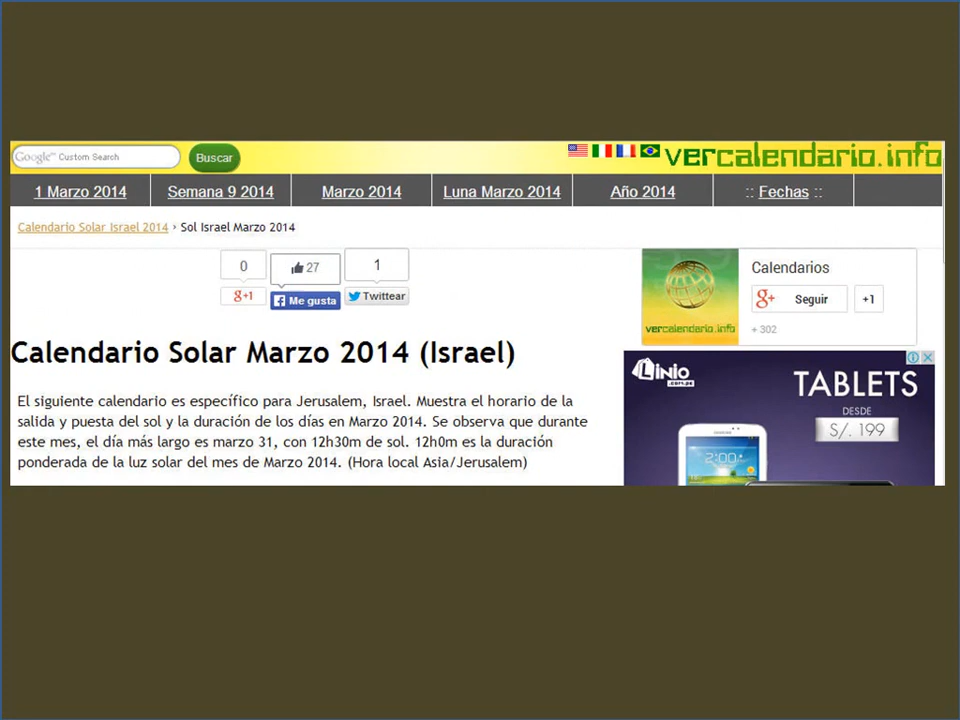 Google™ Custom Search
Buscar
vercalendario.info
1 Marzo 2014
Semana 9 2014
Marzo 2014
Luna Marzo 2014
Año 2014
:: Fechas ::
Calendario Solar Israel 2014 › Sol Israel Marzo 2014
0
27
1
g+1
Me gusta
Twittear
Calendarios
g+ Seguir
+1
+ 302
vercalendario.info
Calendario Solar Marzo 2014 (Israel)
El siguiente calendario es específico para Jerusalem, Israel. Muestra el horario de la
salida y puesta del sol y la duración de los días en Marzo 2014. Se observa que durante
este mes, el día más largo es marzo 31, con 12h30m de sol. 12h0m es la duración
ponderada de la luz solar del mes de Marzo 2014. (Hora local Asia/Jerusalem)
Linio
.com.pe
TABLETS
DESDE
S/. 199
SAMSUNG
2:00